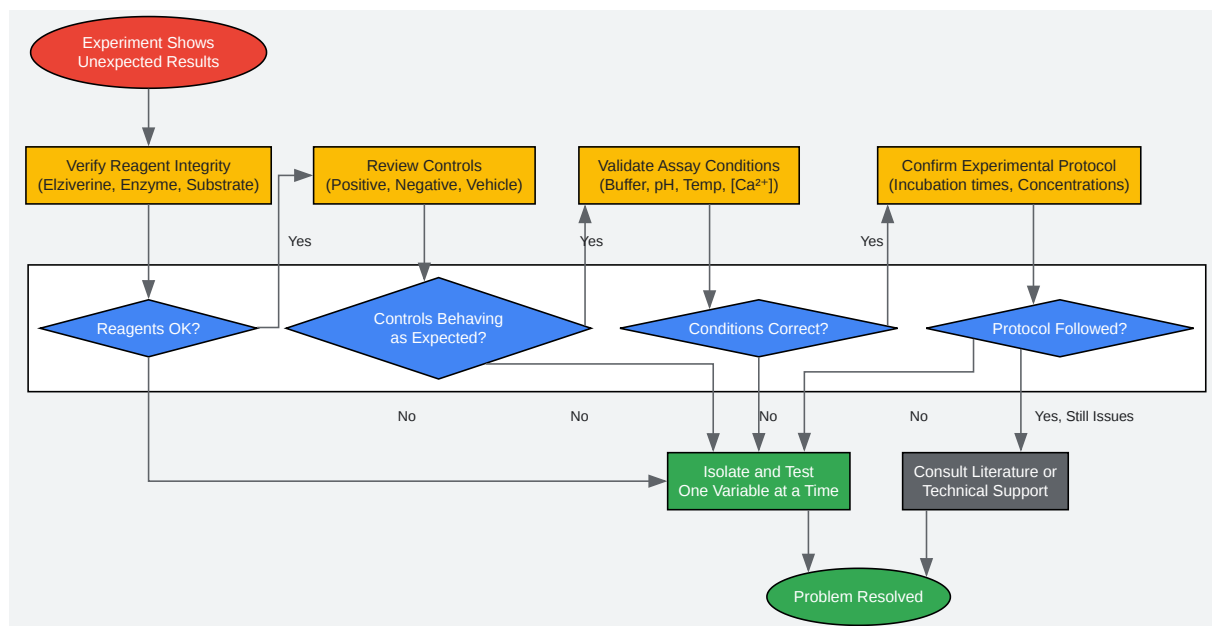 Experiment Shows
Unexpected Results
Verify Reagent Integrity
(Elziverine, Enzyme, Substrate)
Review Controls
(Positive, Negative, Vehicle)
Validate Assay Conditions
(Buffer, pH, Temp, [Ca²⁺])
Confirm Experimental Protocol
(Incubation times, Concentrations)
Yes
Yes
Yes
Reagents OK?
Controls Behaving
as Expected?
Conditions Correct?
Protocol Followed?
No
No
No
No
Yes, Still Issues
Isolate and Test
One Variable at a Time
Consult Literature or
Technical Support
Problem Resolved